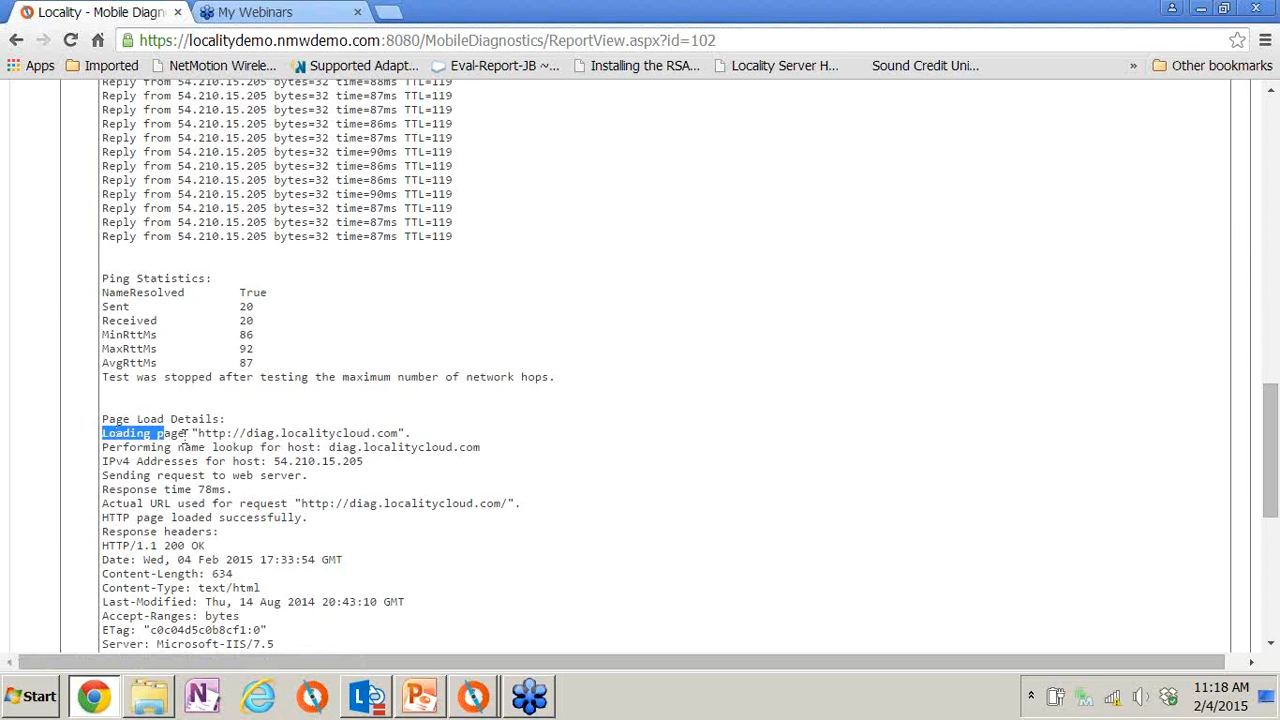 Locality - Mobile Diagn
My Webinars
https://localitydemo.nmwdemo.com:8080/MobileDiagnostics/ReportView.aspx?id=102
Apps Imported NetMotion Wirele... Supported Adapt... Eval-Report-JB ~... Installing the RSA... Locality Server H... Sound Credit Uni... » Other bookmarks
Reply from 54.210.15.205 bytes=32 time=88ms TTL=119
Reply from 54.210.15.205 bytes=32 time=87ms TTL=119
Reply from 54.210.15.205 bytes=32 time=87ms TTL=119
Reply from 54.210.15.205 bytes=32 time=86ms TTL=119
Reply from 54.210.15.205 bytes=32 time=87ms TTL=119
Reply from 54.210.15.205 bytes=32 time=90ms TTL=119
Reply from 54.210.15.205 bytes=32 time=86ms TTL=119
Reply from 54.210.15.205 bytes=32 time=86ms TTL=119
Reply from 54.210.15.205 bytes=32 time=90ms TTL=119
Reply from 54.210.15.205 bytes=32 time=87ms TTL=119
Reply from 54.210.15.205 bytes=32 time=87ms TTL=119
Reply from 54.210.15.205 bytes=32 time=87ms TTL=119
Ping Statistics:
NameResolved True
Sent 20
Received 20
MinRttMs 86
MaxRttMs 92
AvgRttMs 87
Test was stopped after testing the maximum number of network hops.
Page Load Details:
Loading page "http://diag.localitycloud.com".
Performing name lookup for host: diag.localitycloud.com
IPv4 Addresses for host: 54.210.15.205
Sending request to web server.
Response time 78ms.
Actual URL used for request "http://diag.localitycloud.com/".
HTTP page loaded successfully.
Response headers:
HTTP/1.1 200 OK
Date: Wed, 04 Feb 2015 17:33:54 GMT
Content-Length: 634
Content-Type: text/html
Last-Modified: Thu, 14 Aug 2014 20:43:10 GMT
Accept-Ranges: bytes
ETag: "c0c04d5c0b8cf1:0"
Server: Microsoft-IIS/7.5
Start
11:18 AM
2/4/2015